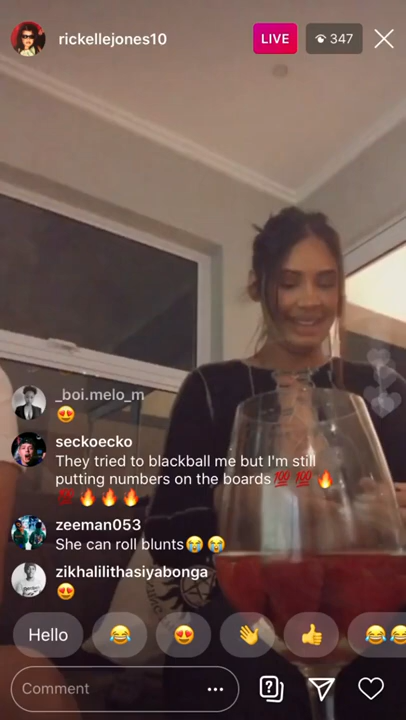 rickellejones10
LIVE
347
_boi.melo_m
😍
seckoecko
They tried to blackball me but I'm still
putting numbers on the boards💯💯🔥
💯🔥🔥🔥
zeeman053
She can roll blunts😭😭
zikhalilithasiyabonga
😍
Hello 😂 😍 👋 👍 😂😂
Comment